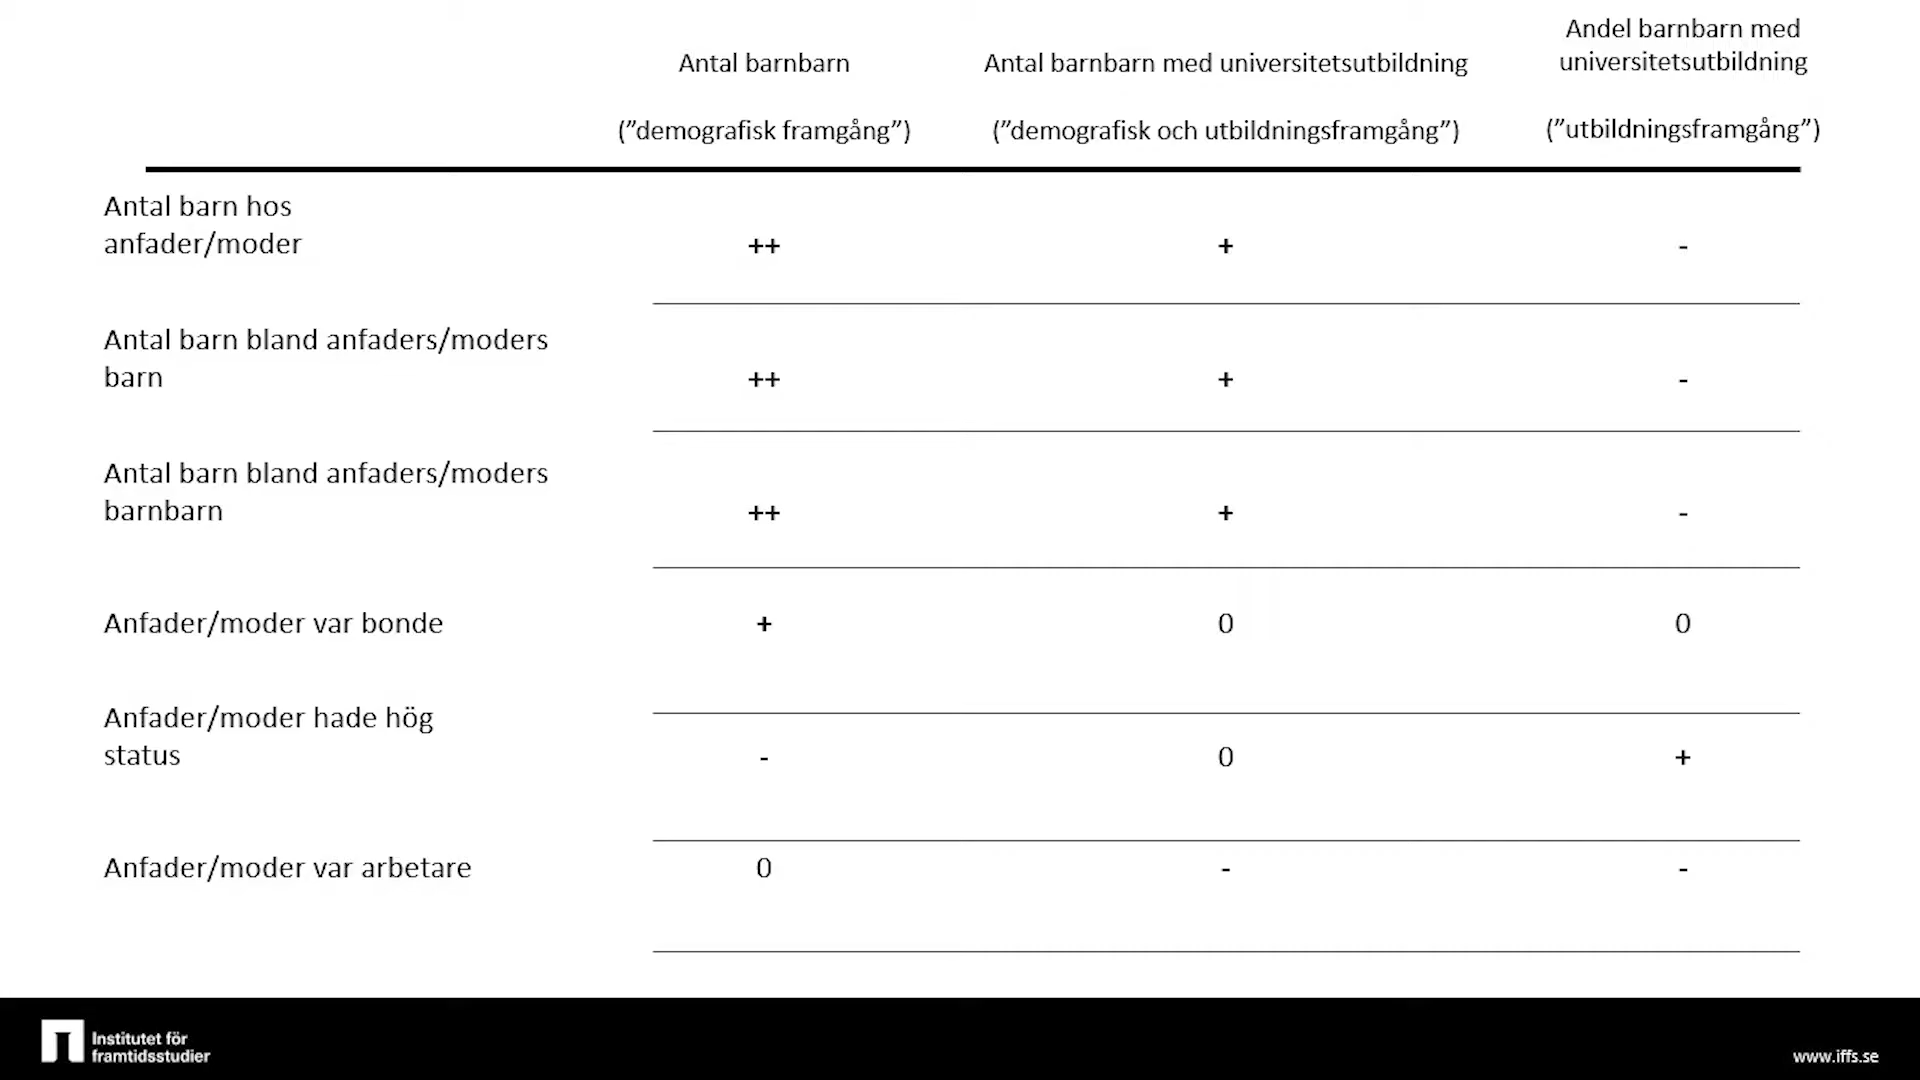 Antal barnbarn
(”demografisk framgång”)
Antal barnbarn med universitetsutbildning
(”demografisk och utbildningsframgång”)
Andel barnbarn med
universitetsutbildning
(”utbildningsframgång”)
Antal barn hos
anfader/moder
++
+
-
Antal barn bland anfaders/moders
barn
++
+
-
Antal barn bland anfaders/moders
barnbarn
++
+
-
Anfader/moder var bonde
+
0
0
Anfader/moder hade hög
status
-
0
+
Anfader/moder var arbetare
0
-
-
Institutet för
framtidsstudier
www.iffs.se